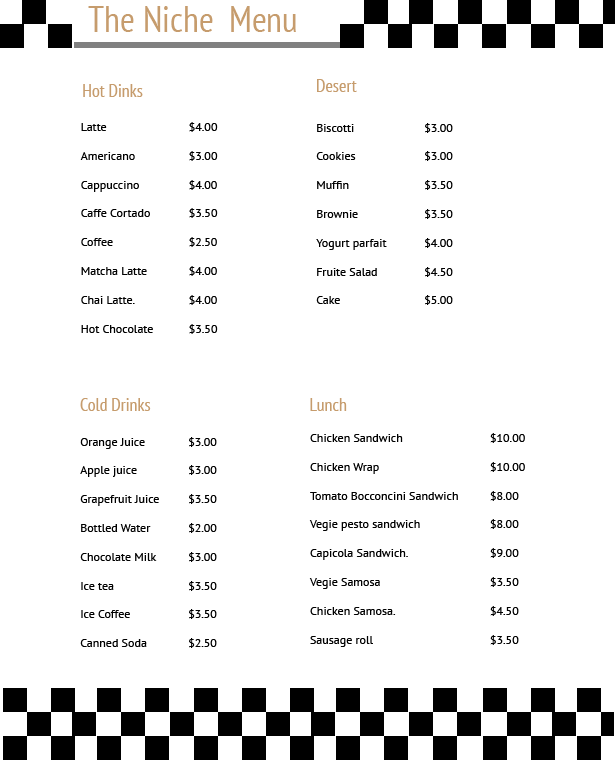 The Niche Menu
Hot Dinks
Latte $4.00
Americano $3.00
Cappuccino $4.00
Caffe Cortado $3.50
Coffee $2.50
Matcha Latte $4.00
Chai Latte. $4.00
Hot Chocolate $3.50
Desert
Biscotti $3.00
Cookies $3.00
Muffin $3.50
Brownie $3.50
Yogurt parfait $4.00
Fruite Salad $4.50
Cake $5.00
Cold Drinks
Orange Juice $3.00
Apple juice $3.00
Grapefruit Juice $3.50
Bottled Water $2.00
Chocolate Milk $3.00
Ice tea $3.50
Ice Coffee $3.50
Canned Soda $2.50
Lunch
Chicken Sandwich $10.00
Chicken Wrap $10.00
Tomato Bocconcini Sandwich $8.00
Vegie pesto sandwich $8.00
Capicola Sandwich. $9.00
Vegie Samosa $3.50
Chicken Samosa. $4.50
Sausage roll $3.50